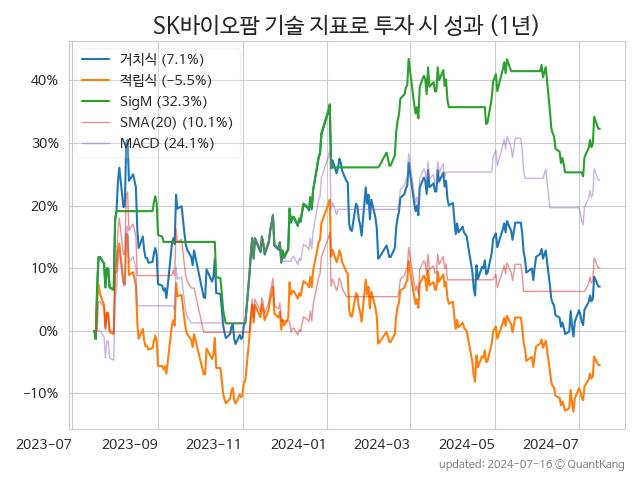 SK바이오팜 기술 지표로 투자 시 성과 (1년)
거치식 (7.1%)
적립식 (−5.5%)
SigM (32.3%)
SMA(20) (10.1%)
MACD (24.1%)
40%
30%
20%
10%
0%
−10%
2023-07 2023-09 2023-11 2024-01 2024-03 2024-05 2024-07
updated: 2024-07-16 © QuantKang